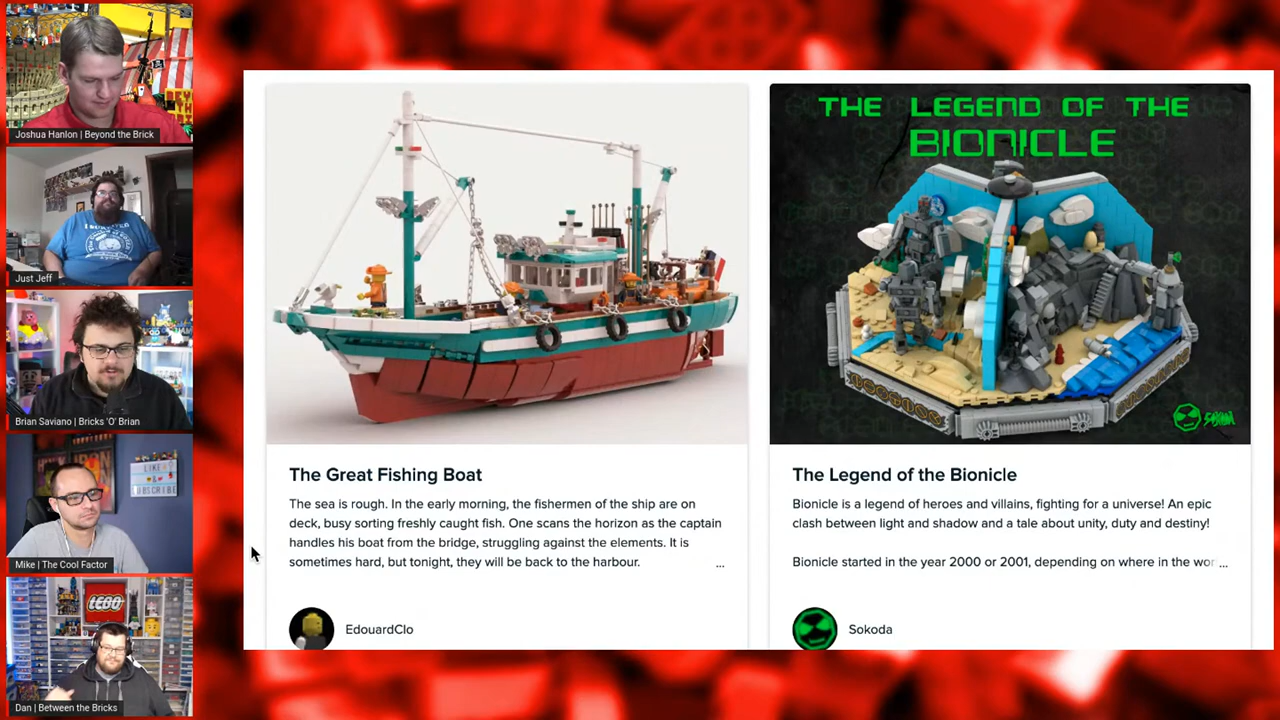 Joshua Hanlon | Beyond the Brick
Just Jeff
Brian Saviano | Bricks 'O' Brian
LIKE
&
SUBSCRIBE
Mike | The Cool Factor
LEGO
Dan | Between the Bricks
THE LEGEND OF THE
BIONICLE
The Great Fishing Boat
The sea is rough. In the early morning, the fishermen of the ship are on
deck, busy sorting freshly caught fish. One scans the horizon as the captain
handles his boat from the bridge, struggling against the elements. It is
sometimes hard, but tonight, they will be back to the harbour.
...
EdouardClo
The Legend of the Bionicle
Bionicle is a legend of heroes and villains, fighting for a universe! An epic
clash between light and shadow and a tale about unity, duty and destiny!
Bionicle started in the year 2000 or 2001, depending on where in the wor ...
Sokoda